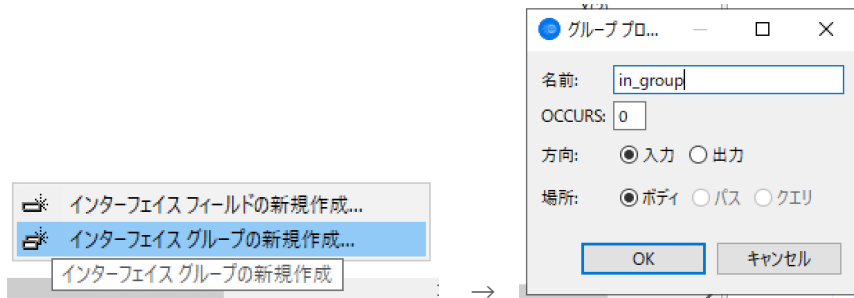 インターフェイス フィールドの新規作成...
インターフェイス グループの新規作成...
インターフェイス グループの新規作成
→
グループ プロ...
名前: in_group
OCCURS: 0
方向: 入力 出力
場所: ボディ パス クエリ
OK キャンセル